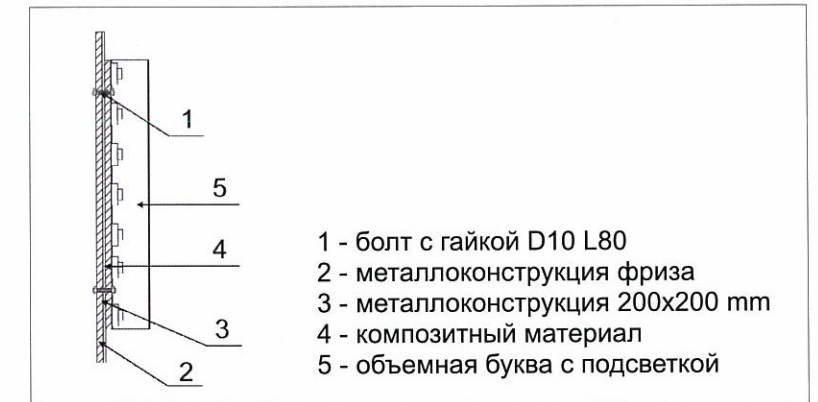 1
5
4
3
2
1 - болт с гайкой D10 L80
2 - металлоконструкция фриза
3 - металлоконструкция 200х200 mm
4 - композитный материал
5 - объемная буква с подсветкой